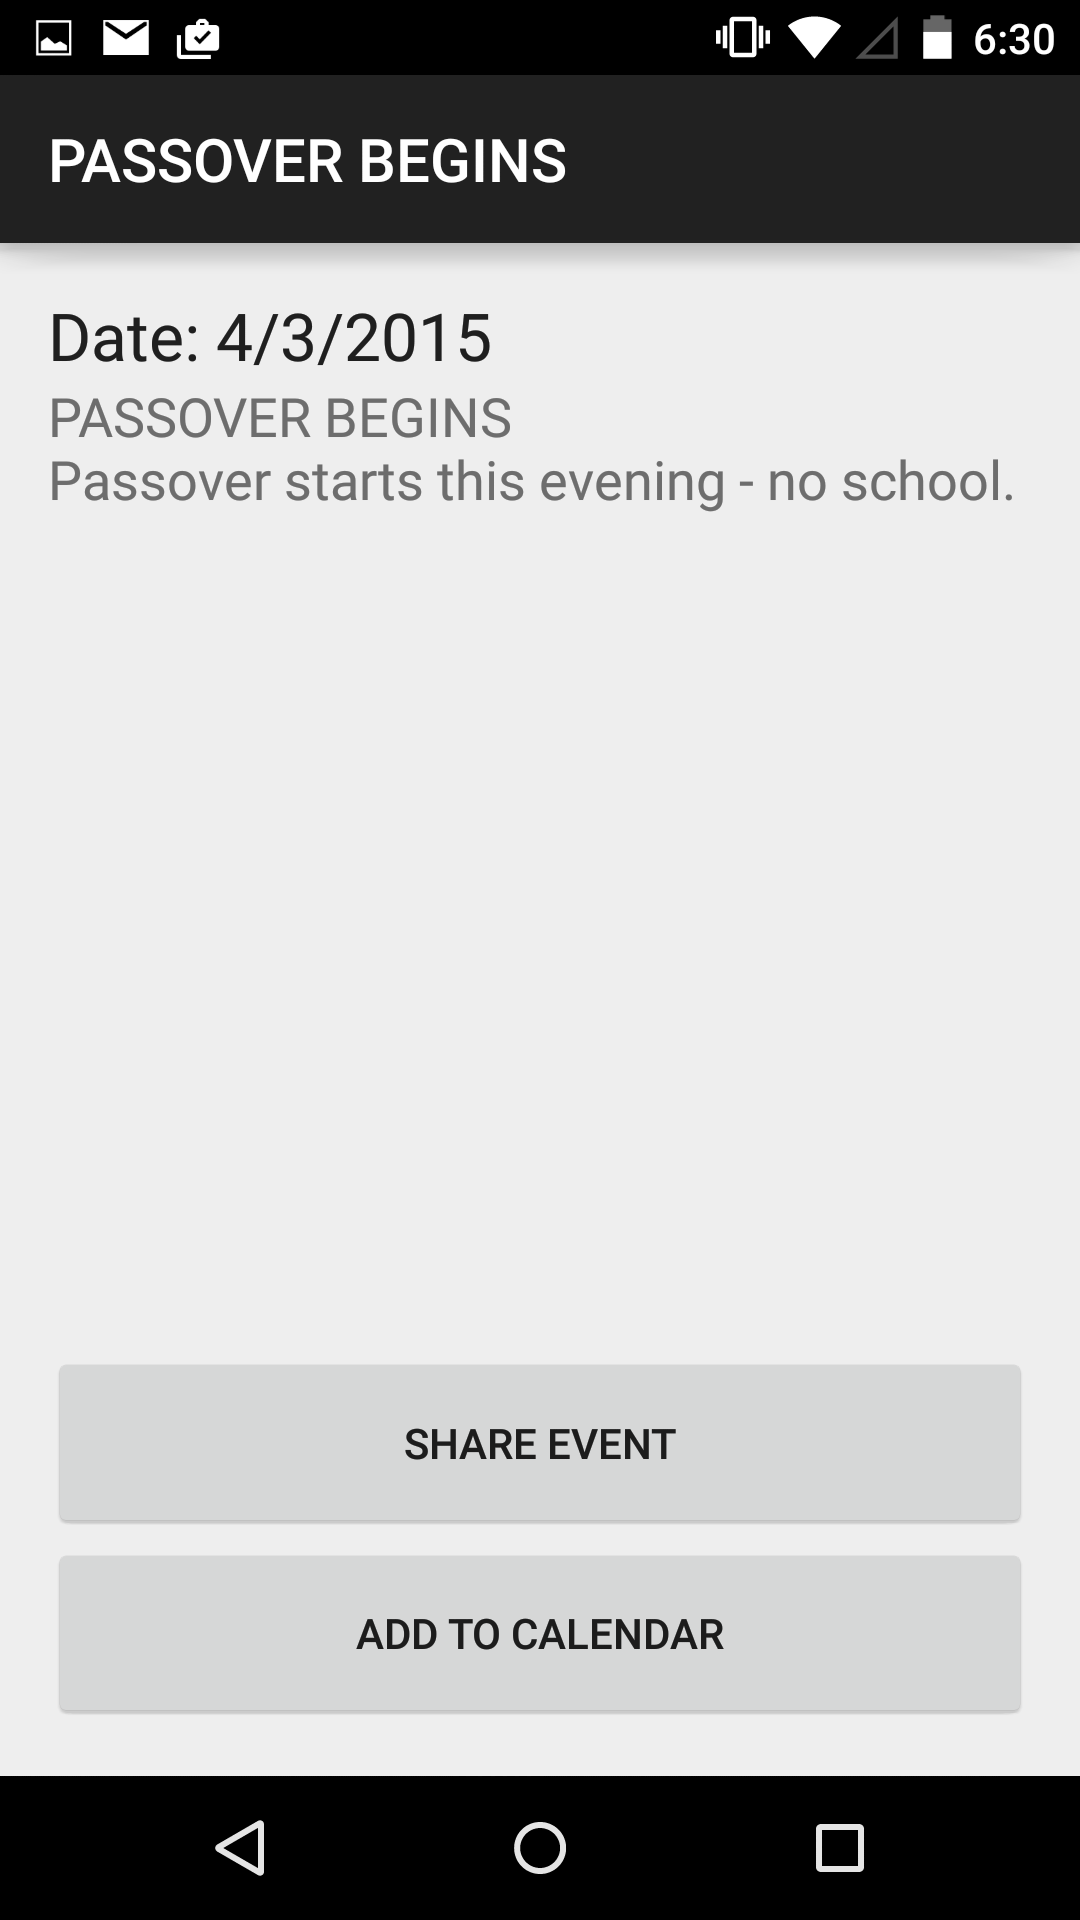 6:30
PASSOVER BEGINS
Date: 4/3/2015
PASSOVER BEGINS
Passover starts this evening - no school.
SHARE EVENT
ADD TO CALENDAR